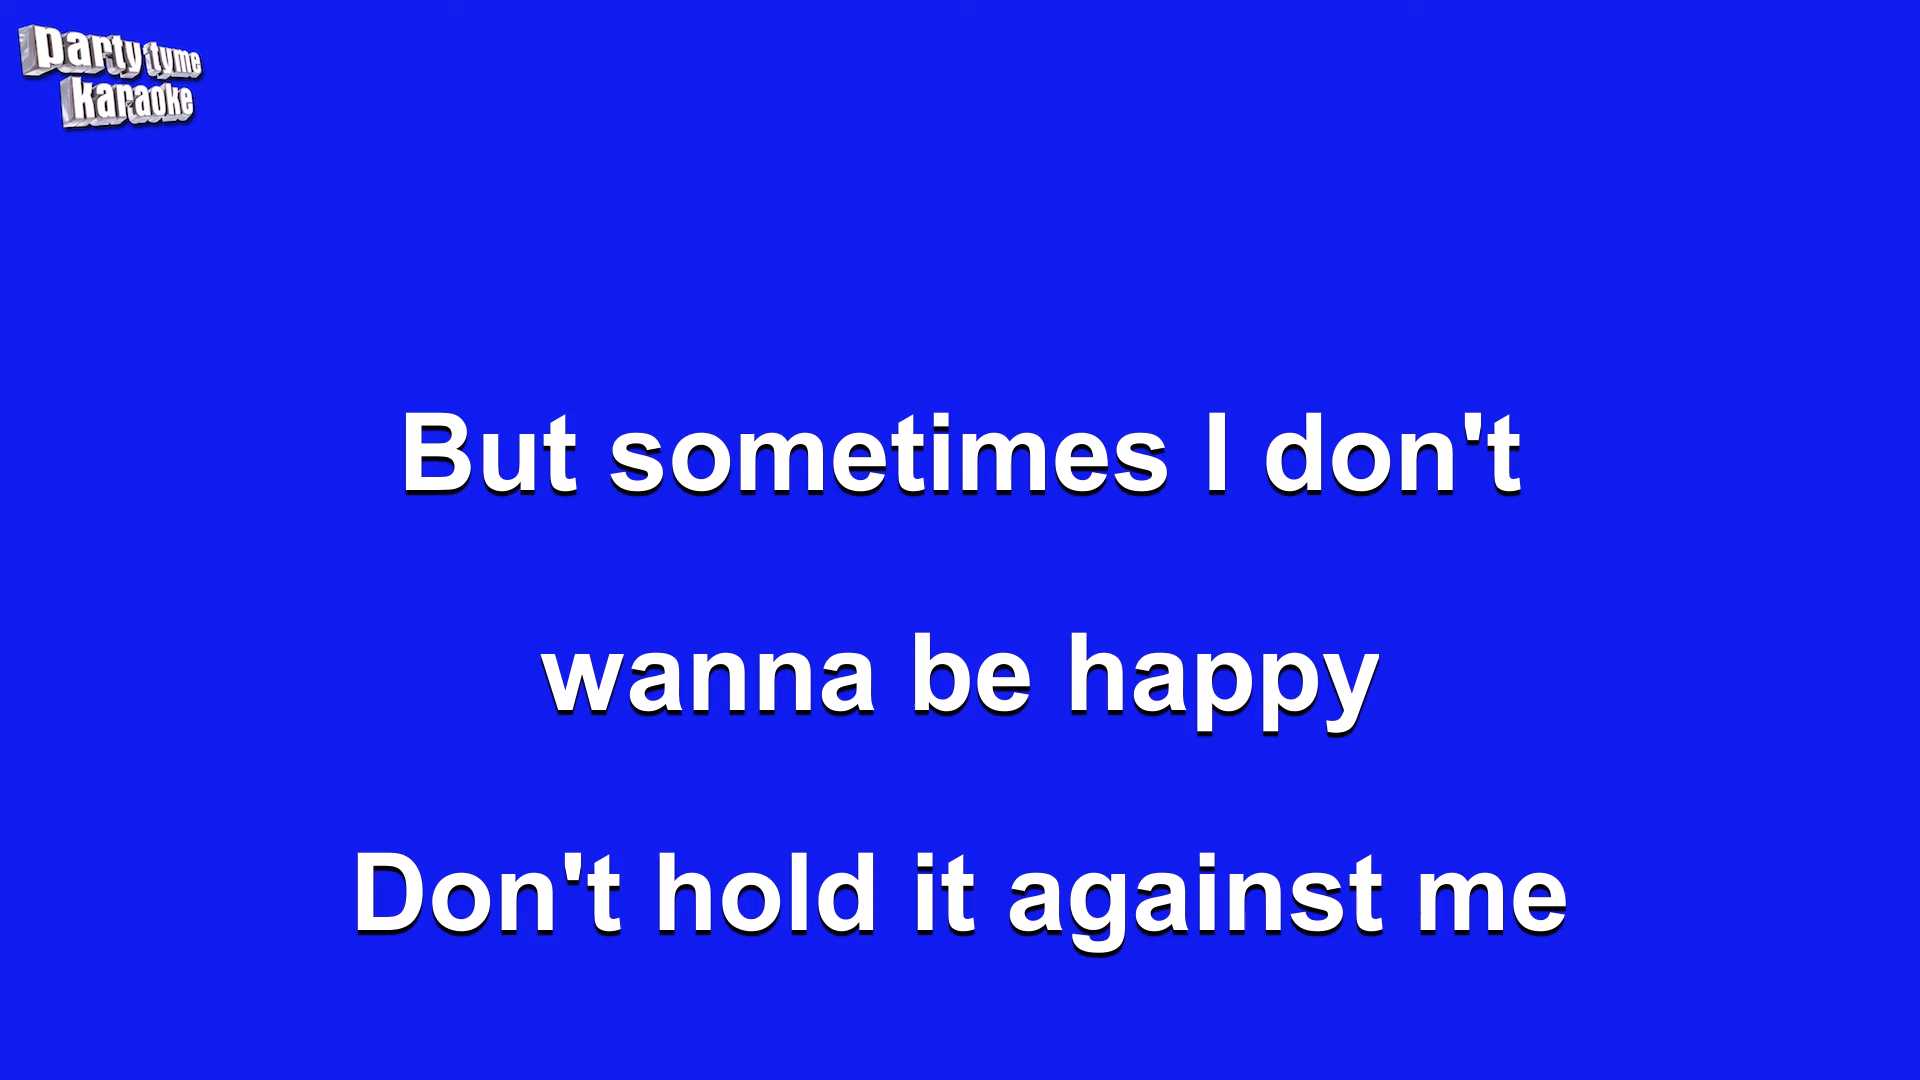 party tyme
karaoke
But sometimes I don't
wanna be happy
Don't hold it against me